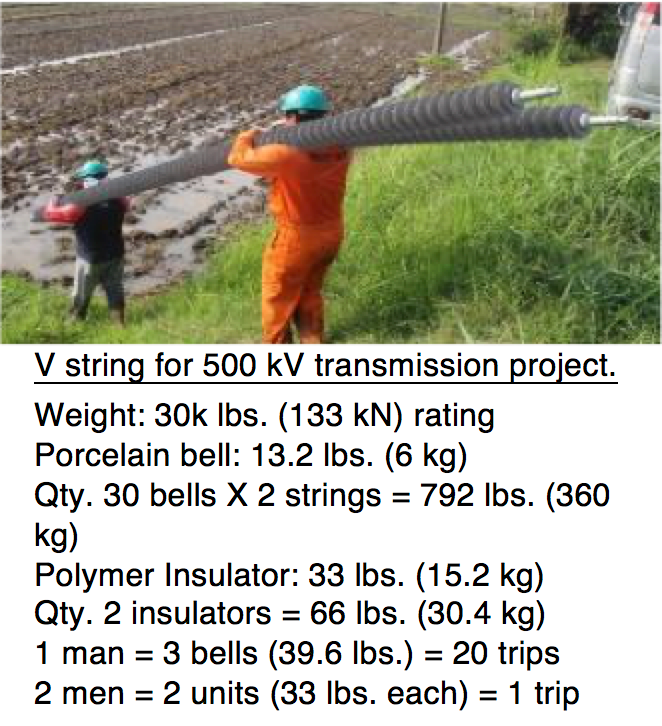 V string for 500 kV transmission project.
Weight: 30k lbs. (133 kN) rating
Porcelain bell: 13.2 lbs. (6 kg)
Qty. 30 bells X 2 strings = 792 lbs. (360
kg)
Polymer Insulator: 33 lbs. (15.2 kg)
Qty. 2 insulators = 66 lbs. (30.4 kg)
1 man = 3 bells (39.6 lbs.) = 20 trips
2 men = 2 units (33 lbs. each) = 1 trip